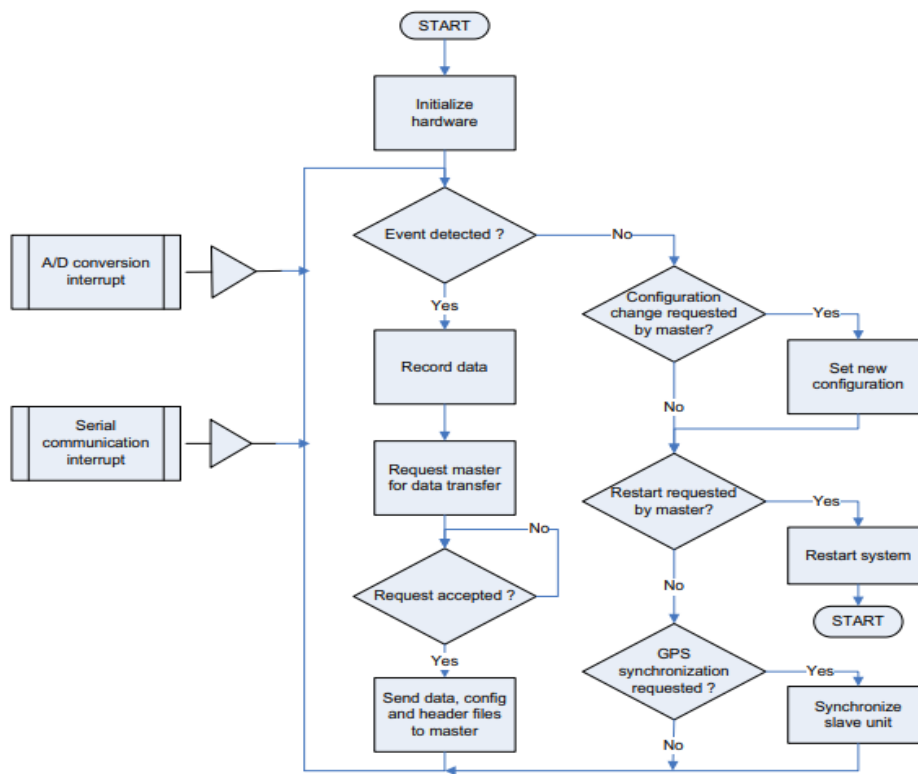 START
Initialize
hardware
Event detected ?
No
A/D conversion
interrupt
Yes
Configuration
change requested
by master?
Yes
Record data
Set new
configuration
No
Serial
communication
interrupt
Request master
for data transfer
Restart requested
by master?
Yes
No
Restart system
Request accepted ?
No
START
Yes
GPS
synchronization
requested ?
Yes
Send data, config
and header files
to master
Synchronize
slave unit
No